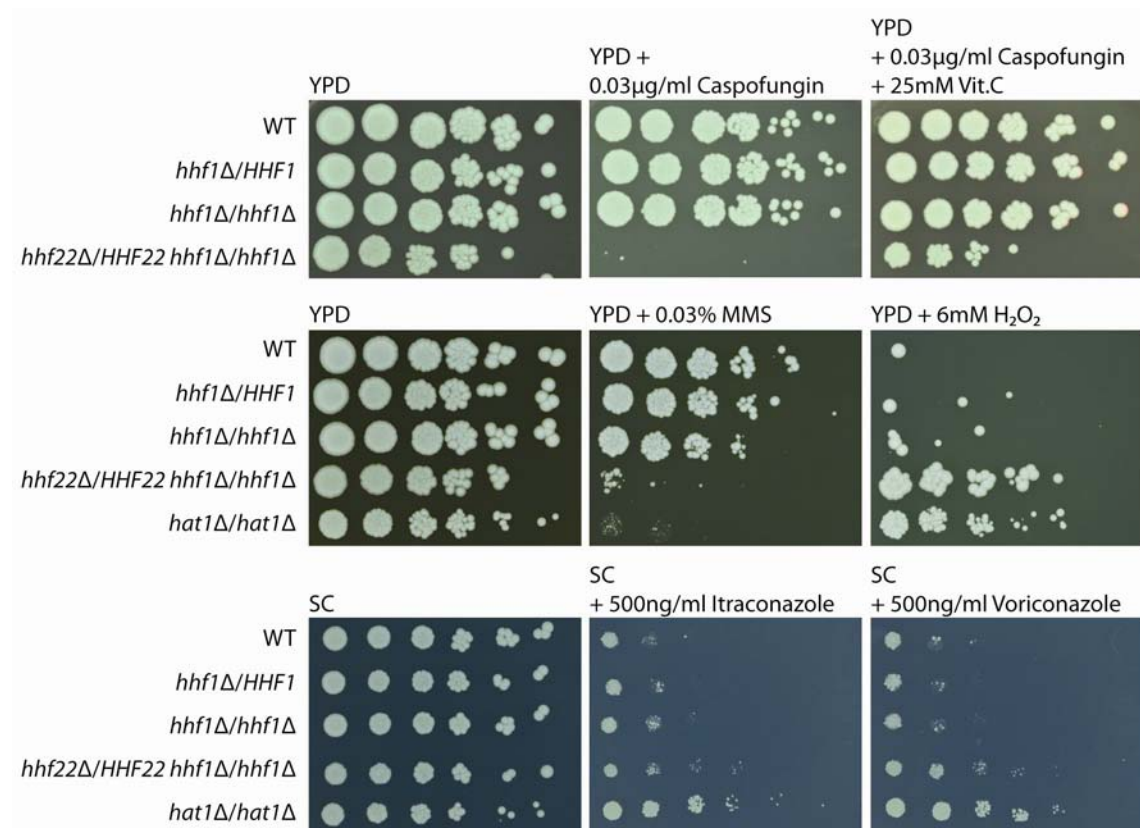 YPD
YPD +
0.03μg/ml Caspofungin
YPD
+ 0.03μg/ml Caspofungin
+ 25mM Vit.C
WT
hhf1Δ/HHF1
hhf1Δ/hhf1Δ
hhf22Δ/HHF22 hhf1Δ/hhf1Δ
YPD
YPD + 0.03% MMS
YPD + 6mM H₂O₂
WT
hhf1Δ/HHF1
hhf1Δ/hhf1Δ
hhf22Δ/HHF22 hhf1Δ/hhf1Δ
hat1Δ/hat1Δ
SC
SC
+ 500ng/ml Itraconazole
SC
+ 500ng/ml Voriconazole
WT
hhf1Δ/HHF1
hhf1Δ/hhf1Δ
hhf22Δ/HHF22 hhf1Δ/hhf1Δ
hat1Δ/hat1Δ